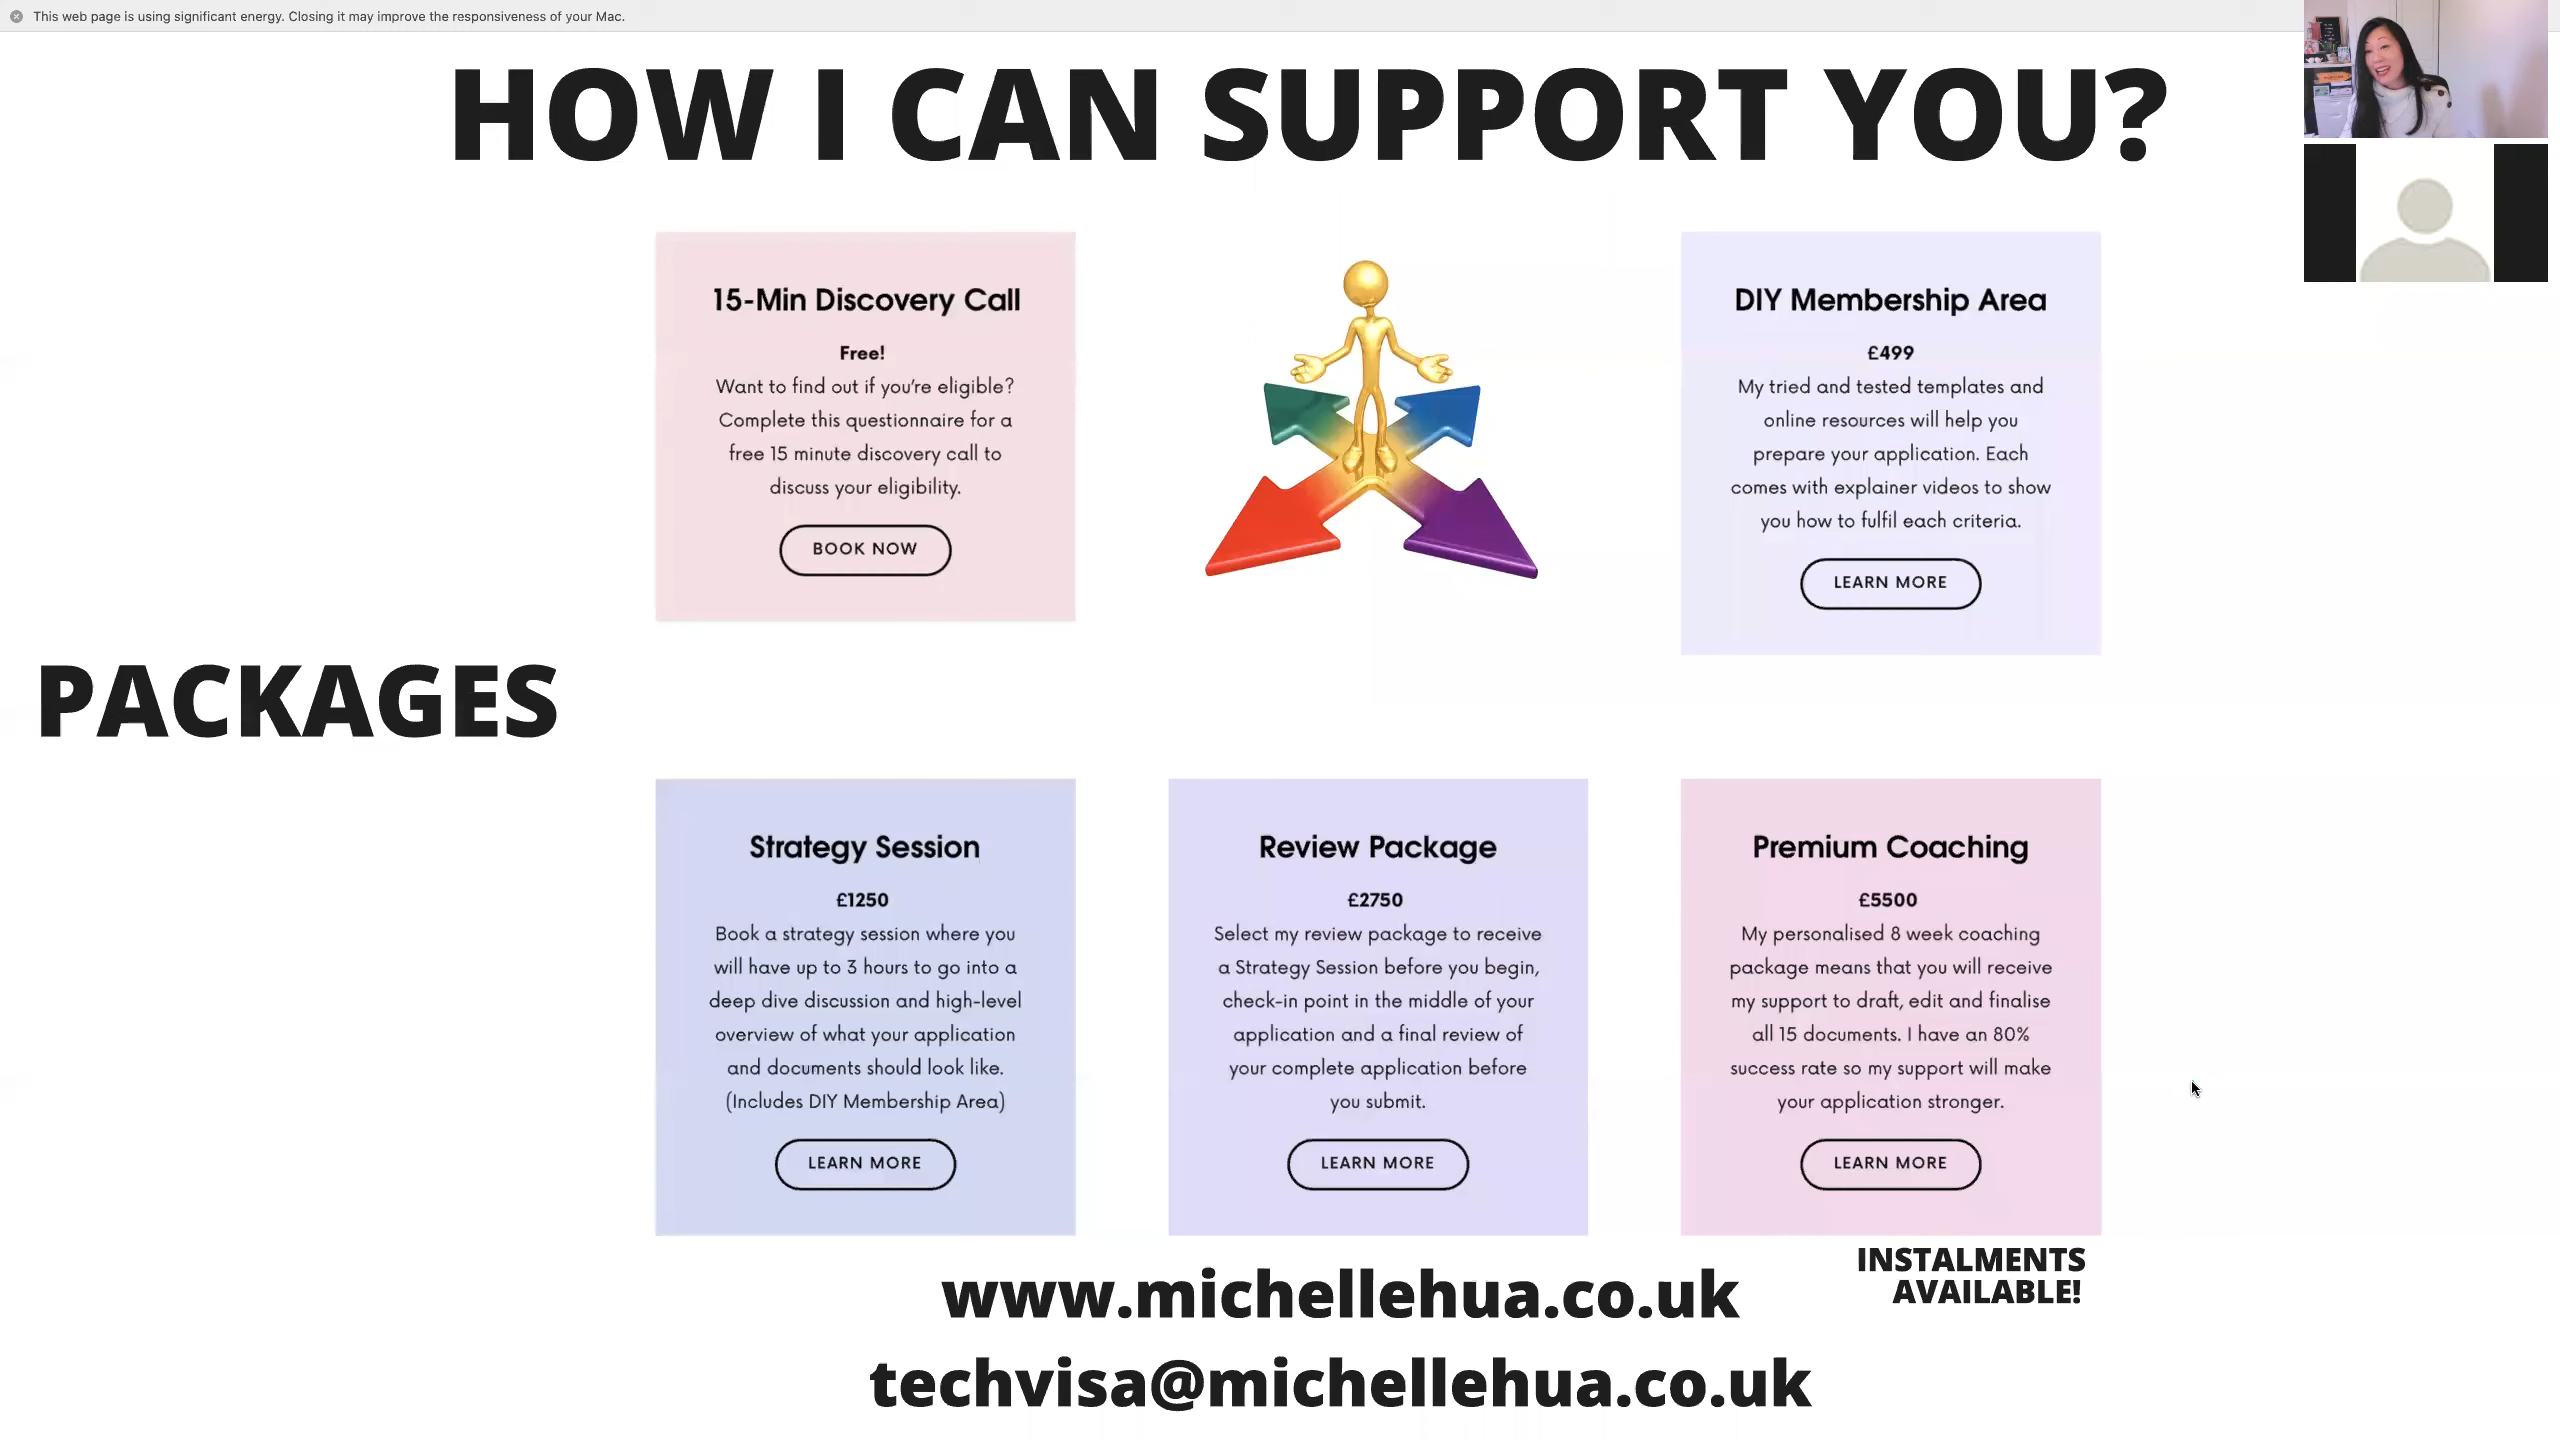 This web page is using significant energy. Closing it may improve the responsiveness of your Mac.
HOW I CAN SUPPORT YOU?
15-Min Discovery Call
Free!
Want to find out if you're eligible?
Complete this questionnaire for a
free 15 minute discovery call to
discuss your eligibility.
BOOK NOW
DIY Membership Area
£499
My tried and tested templates and
online resources will help you
prepare your application. Each
comes with explainer videos to show
you how to fulfil each criteria.
LEARN MORE
PACKAGES
Strategy Session
£1250
Book a strategy session where you
will have up to 3 hours to go into a
deep dive discussion and high-level
overview of what your application
and documents should look like.
(Includes DIY Membership Area)
LEARN MORE
Review Package
£2750
Select my review package to receive
a Strategy Session before you begin,
check-in point in the middle of your
application and a final review of
your complete application before
you submit.
LEARN MORE
Premium Coaching
£5500
My personalised 8 week coaching
package means that you will receive
my support to draft, edit and finalise
all 15 documents. I have an 80%
success rate so my support will make
your application stronger.
LEARN MORE
INSTALMENTS
AVAILABLE!
www.michellehua.co.uk
techvisa@michellehua.co.uk